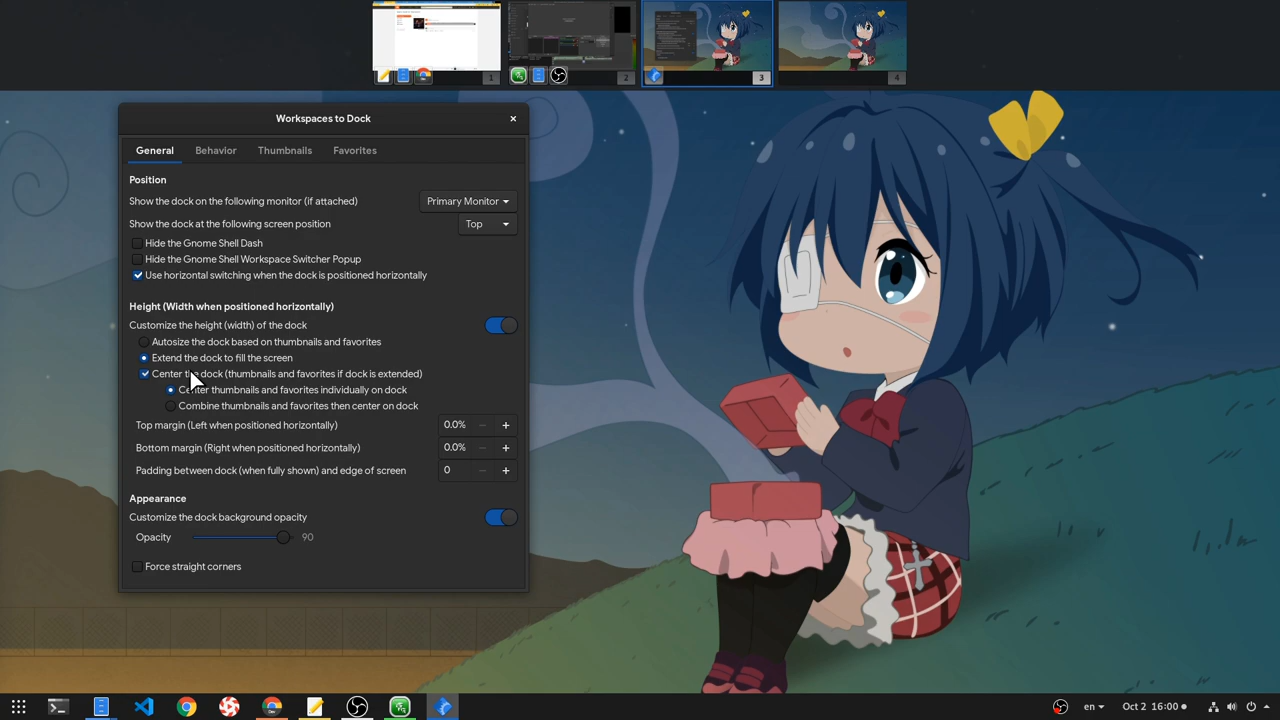 1
2
3
4
Workspaces to Dock
General
Behavior
Thumbnails
Favorites
Position
Show the dock on the following monitor (if attached)
Primary Monitor
Show the dock at the following screen position
Top
Hide the Gnome Shell Dash
Hide the Gnome Shell Workspace Switcher Popup
Use horizontal switching when the dock is positioned horizontally
Height (Width when positioned horizontally)
Customize the height (width) of the dock
Autosize the dock based on thumbnails and favorites
Extend the dock to fill the screen
Center the dock (thumbnails and favorites if dock is extended)
Center thumbnails and favorites individually on dock
Combine thumbnails and favorites then center on dock
Top margin (Left when positioned horizontally)
0.0%
Bottom margin (Right when positioned horizontally)
0.0%
Padding between dock (when fully shown) and edge of screen
0
Appearance
Customize the dock background opacity
Opacity
90
Force straight corners
en
Oct 2 16:00